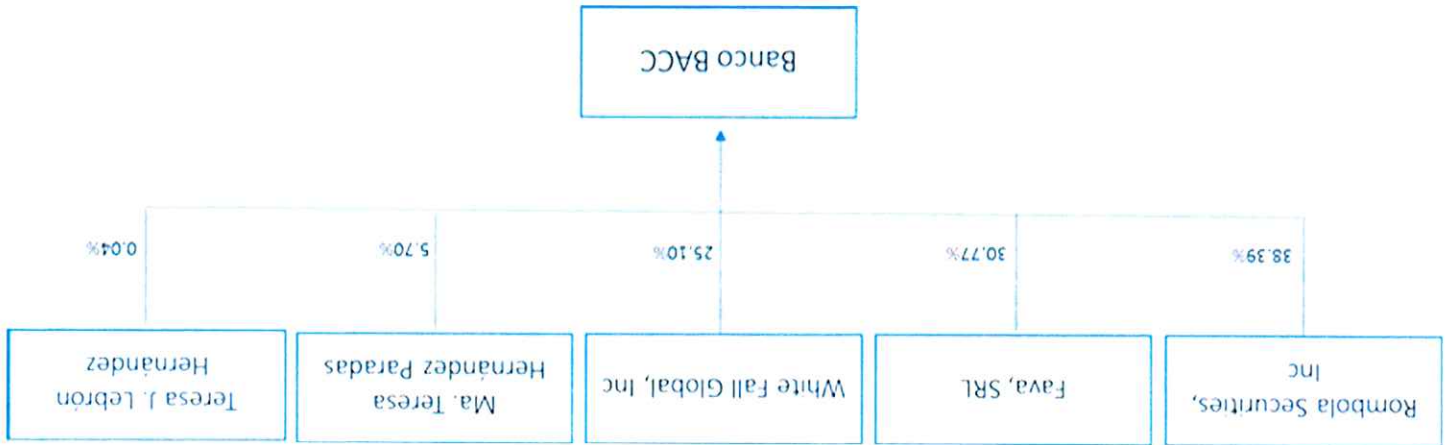 Rombola Securities,
Inc
Fava, SRL
White Fall Global, Inc
Ma. Teresa
Hernández Paradas
Teresa J. Lebrón
Hernández
38.39%
30.77%
25.10%
5.70%
0.04%
Banco BACC